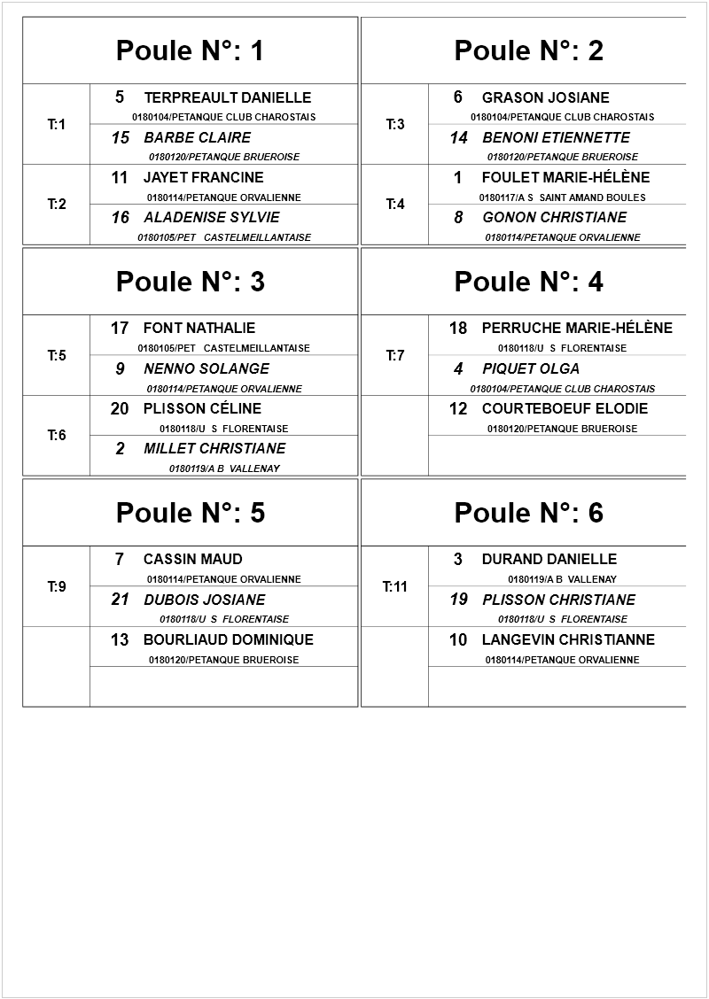 Poule N°: 1
T:1
5 TERPREAULT DANIELLE
0180104/PETANQUE CLUB CHAROSTAIS
15 BARBE CLAIRE
0180120/PETANQUE BRUEROISE
T:2
11 JAYET FRANCINE
0180114/PETANQUE ORVALIENNE
16 ALADENISE SYLVIE
0180105/PET CASTELMEILLANTAISE
Poule N°: 2
T:3
6 GRASON JOSIANE
0180104/PETANQUE CLUB CHAROSTAIS
14 BENONI ETIENNETTE
0180120/PETANQUE BRUEROISE
T:4
1 FOULET MARIE-HÉLÈNE
0180117/A S SAINT AMAND BOULES
8 GONON CHRISTIANE
0180114/PETANQUE ORVALIENNE
Poule N°: 3
T:5
17 FONT NATHALIE
0180105/PET CASTELMEILLANTAISE
9 NENNO SOLANGE
0180114/PETANQUE ORVALIENNE
T:6
20 PLISSON CÉLINE
0180118/U S FLORENTAISE
2 MILLET CHRISTIANE
0180119/A B VALLENAY
Poule N°: 4
T:7
18 PERRUCHE MARIE-HÉLÈNE
0180118/U S FLORENTAISE
4 PIQUET OLGA
0180104/PETANQUE CLUB CHAROSTAIS
12 COURTEBOEUF ELODIE
0180120/PETANQUE BRUEROISE
Poule N°: 5
T:9
7 CASSIN MAUD
0180114/PETANQUE ORVALIENNE
21 DUBOIS JOSIANE
0180118/U S FLORENTAISE
13 BOURLIAUD DOMINIQUE
0180120/PETANQUE BRUEROISE
Poule N°: 6
T:11
3 DURAND DANIELLE
0180119/A B VALLENAY
19 PLISSON CHRISTIANE
0180118/U S FLORENTAISE
10 LANGEVIN CHRISTIANNE
0180114/PETANQUE ORVALIENNE